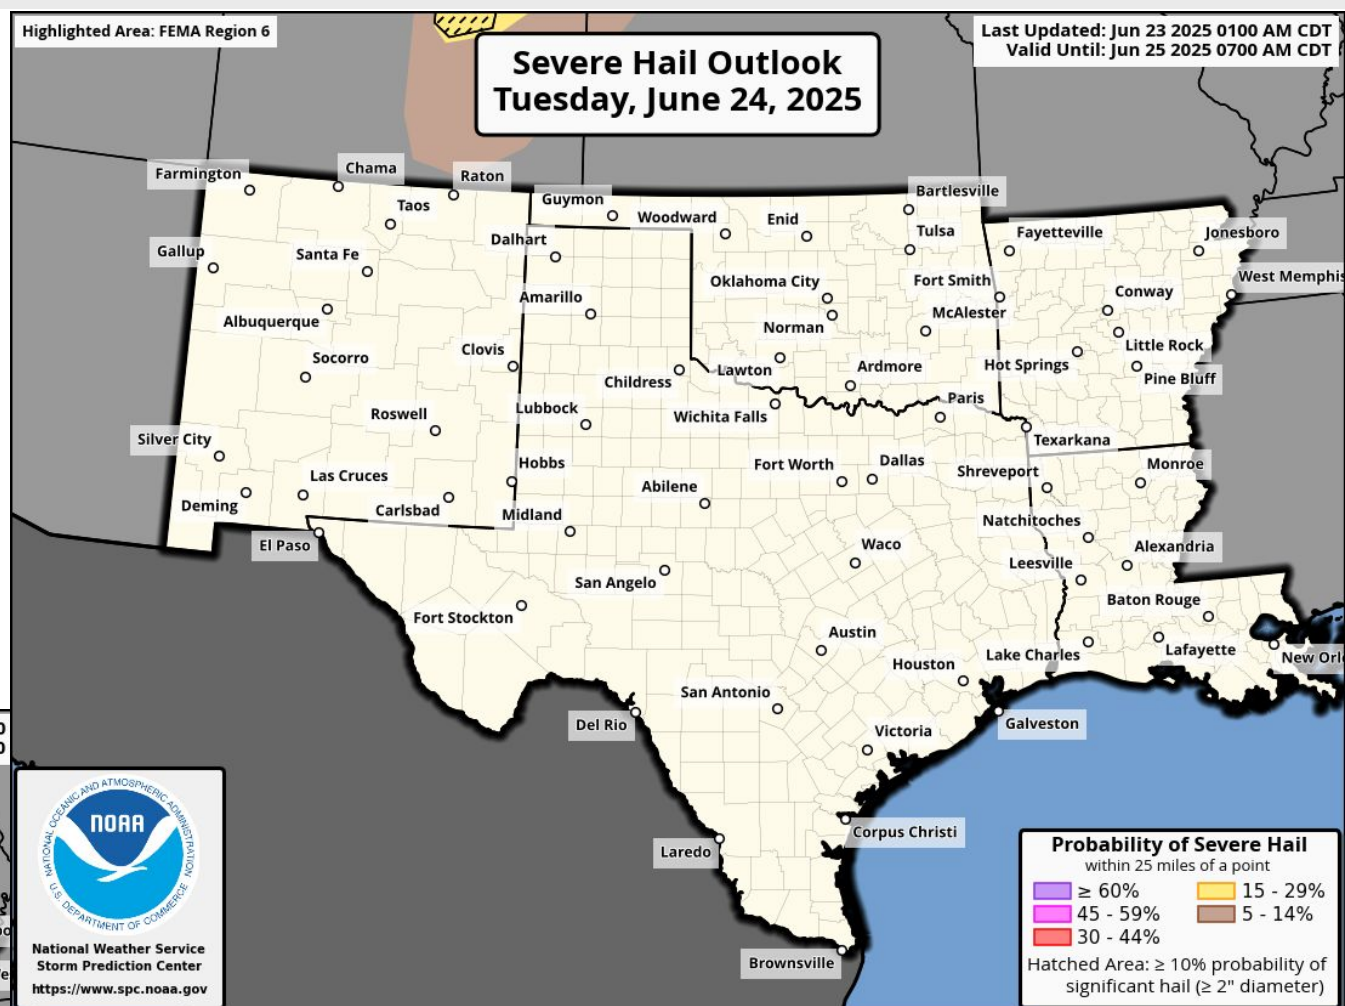 Highlighted Area: FEMA Region 6
Severe Hail Outlook
Tuesday, June 24, 2025
Last Updated: Jun 23 2025 0100 AM CDT
Valid Until: Jun 25 2025 0700 AM CDT
Farmington
Chama
Raton
Guymon
Bartlesville
Taos
Woodward
Enid
Tulsa
Fayetteville
Jonesboro
Gallup
Santa Fe
Dalhart
Oklahoma City
Fort Smith
West Memphis
Amarillo
Conway
Albuquerque
Norman
McAlester
Little Rock
Socorro
Clovis
Childress
Lawton
Ardmore
Hot Springs
Pine Bluff
Roswell
Lubbock
Wichita Falls
Paris
Silver City
Texarkana
Las Cruces
Hobbs
Abilene
Fort Worth
Dallas
Shreveport
Monroe
Deming
Carlsbad
Midland
Natchitoches
El Paso
San Angelo
Waco
Leesville
Alexandria
Fort Stockton
Baton Rouge
Austin
Houston
Lake Charles
Lafayette
New Orl
San Antonio
Del Rio
Victoria
Galveston
Corpus Christi
Laredo
Brownsville
NATIONAL OCEANIC AND ATMOSPHERIC ADMINISTRATION
NOAA
U.S. DEPARTMENT OF COMMERCE
National Weather Service
Storm Prediction Center
https://www.spc.noaa.gov
Probability of Severe Hail
within 25 miles of a point
≥ 60%
15 - 29%
45 - 59%
5 - 14%
30 - 44%
Hatched Area: ≥ 10% probability of
significant hail (≥ 2" diameter)